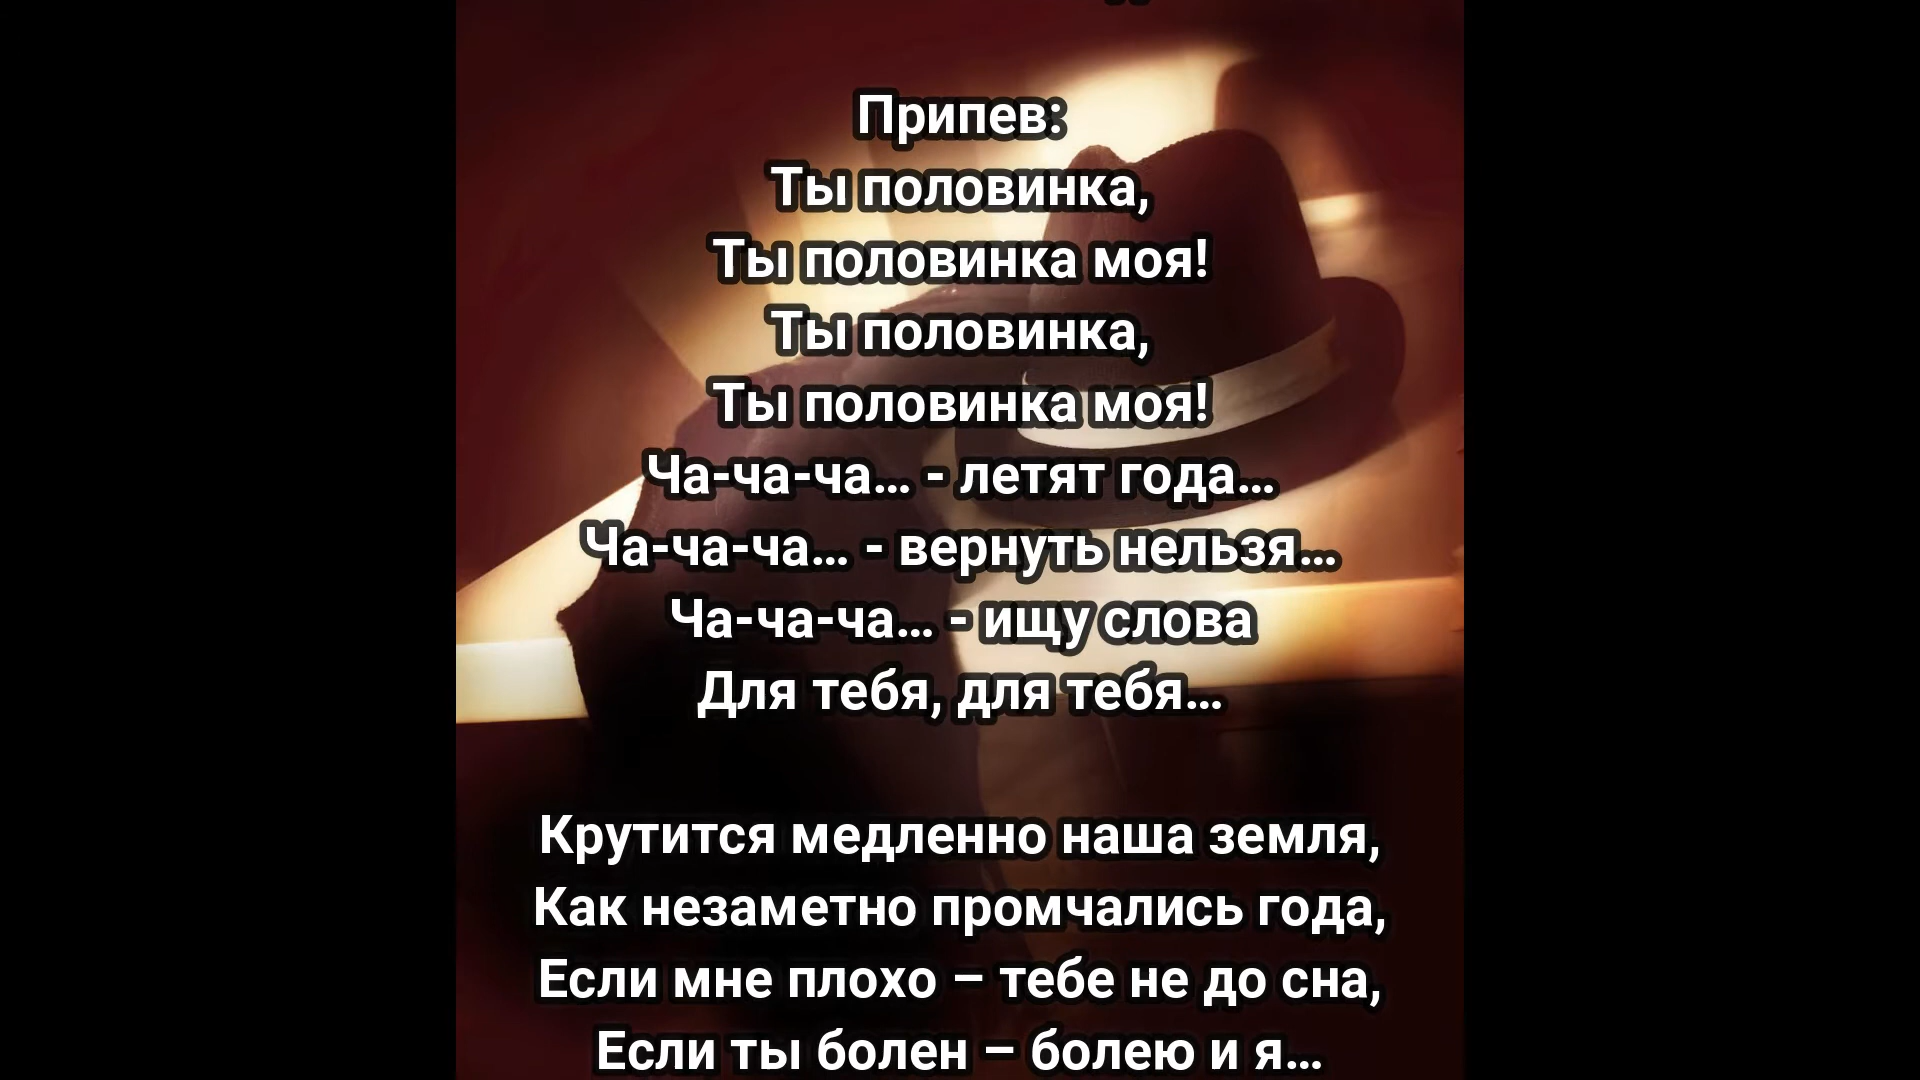 Припев:
Ты половинка,
Ты половинка моя!
Ты половинка,
Ты половинка моя!
Ча-ча-ча... - летят года...
Ча-ча-ча... - вернуть нельзя...
Ча-ча-ча... - ищу слова
Для тебя, для тебя...
Крутится медленно наша земля,
Как незаметно промчались года,
Если мне плохо – тебе не до сна,
Если ты болен – болею и я...